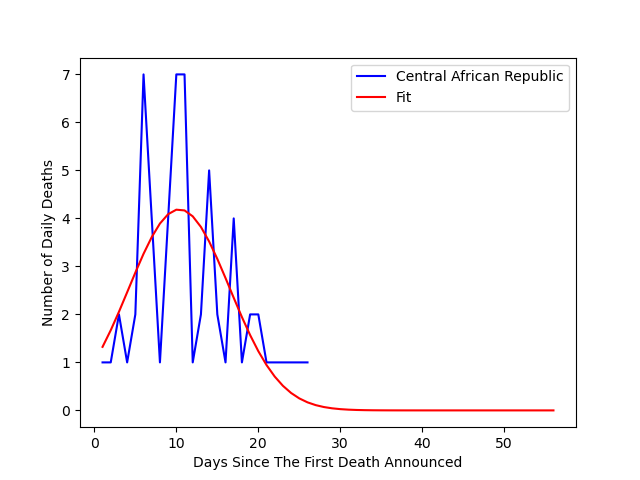 Central African Republic
Fit
7
6
5
4
3
2
1
0
Number of Daily Deaths
0 10 20 30 40 50
Days Since The First Death Announced